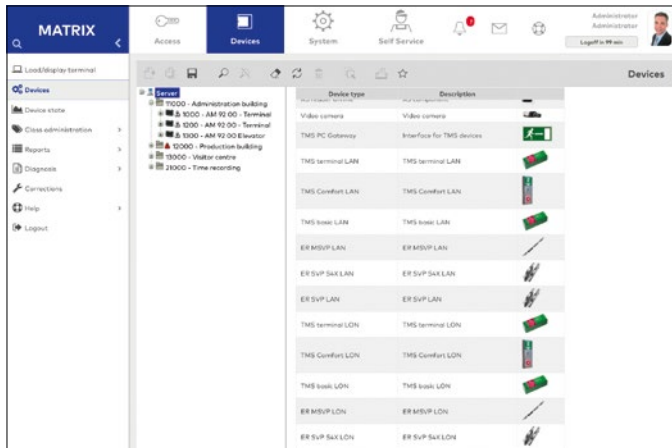 MATRIX
Access
Devices
System
Self Service
Administrator
Administrator
Logoff in 99 min
Load/display terminal
Devices
Device state
Class administration
Reports
Diagnosis
Corrections
Help
Logout
Devices
Server
11000 - Administration building
1000 - AM 92 00 - Terminal
1200 - AM 92 00 - Terminal
1300 - AM 92 00 Elevator
12000 - Production building
13000 - Visitor centre
21000 - Time recording
Device type Description
Video camera Video camera
TMS PC Gateway Interface for TMS devices
TMS terminal LAN TMS terminal LAN
TMS Comfort LAN TMS Comfort LAN
TMS basic LAN TMS basic LAN
ER MSVP LAN ER MSVP LAN
ER SVP S4X LAN ER SVP S4X LAN
ER SVP LAN ER SVP LAN
TMS terminal LON TMS terminal LON
TMS Comfort LON TMS Comfort LON
TMS basic LON TMS basic LON
ER MSVP LON ER MSVP LON
ER SVP S4X LON ER SVP S4X LON